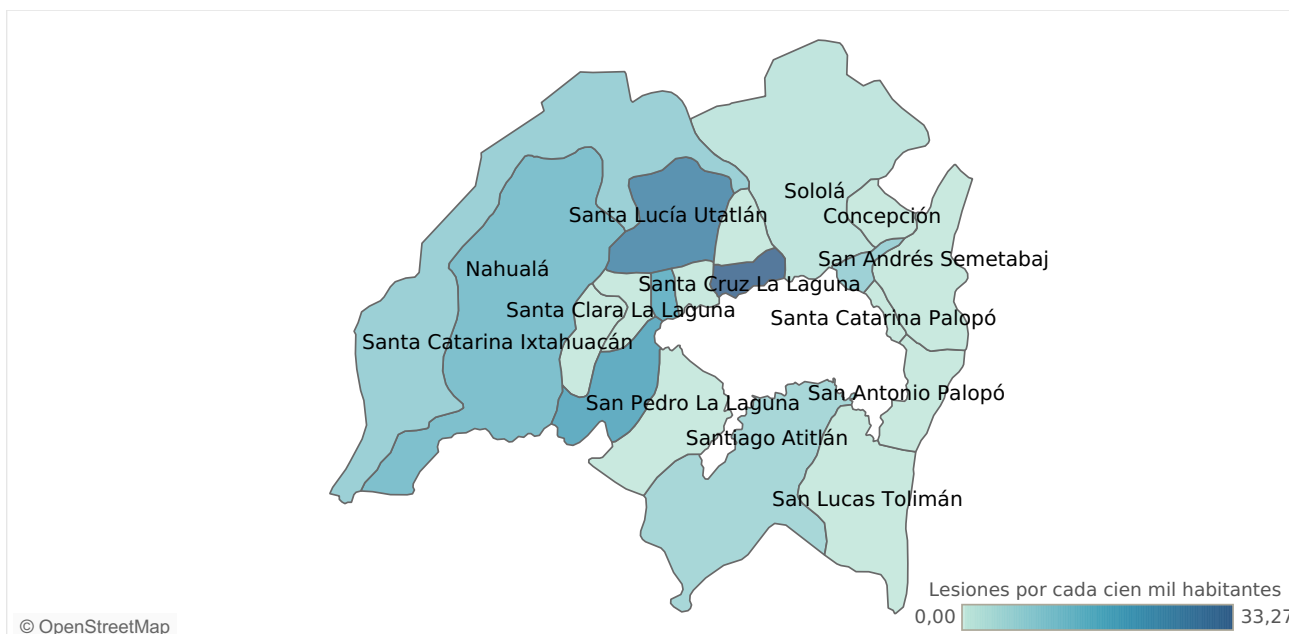 Sololá
Santa Lucía Utatlán
Concepción
San Andrés Semetabaj
Nahualá
Santa Cruz La Laguna
Santa Clara La Laguna
Santa Catarina Palopó
Santa Catarina Ixtahuacán
San Antonio Palopó
San Pedro La Laguna
Santiago Atitlán
San Lucas Tolimán
Lesiones por cada cien mil habitantes
0,00 33,27
© OpenStreetMap